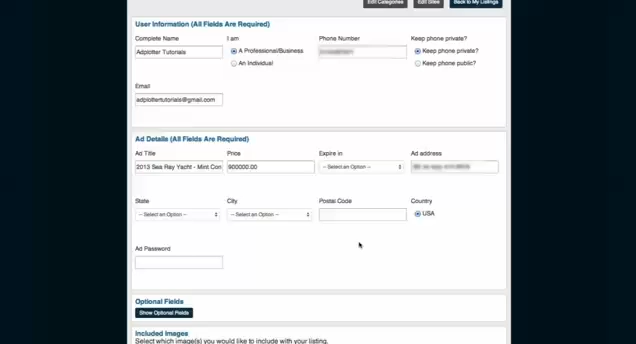 Edit Categories Edit Sites Back to My Listings
User Information (All Fields Are Required)
Complete Name I am Phone Number Keep phone private?
Adplotter Tutorials A Professional/Business Keep phone private?
An Individual Keep phone public?
Email
adplottertutorials@gmail.com
Ad Details (All Fields Are Required)
Ad Title Price Expire in Ad address
2013 Sea Ray Yacht - Mint Con 900000.00 -- Select an Option --
State City Postal Code Country
-- Select an Option -- -- Select an Option -- USA
Ad Password
Optional Fields
Show Optional Fields
Included Images
Select which image(s) you would like to include with your listing.